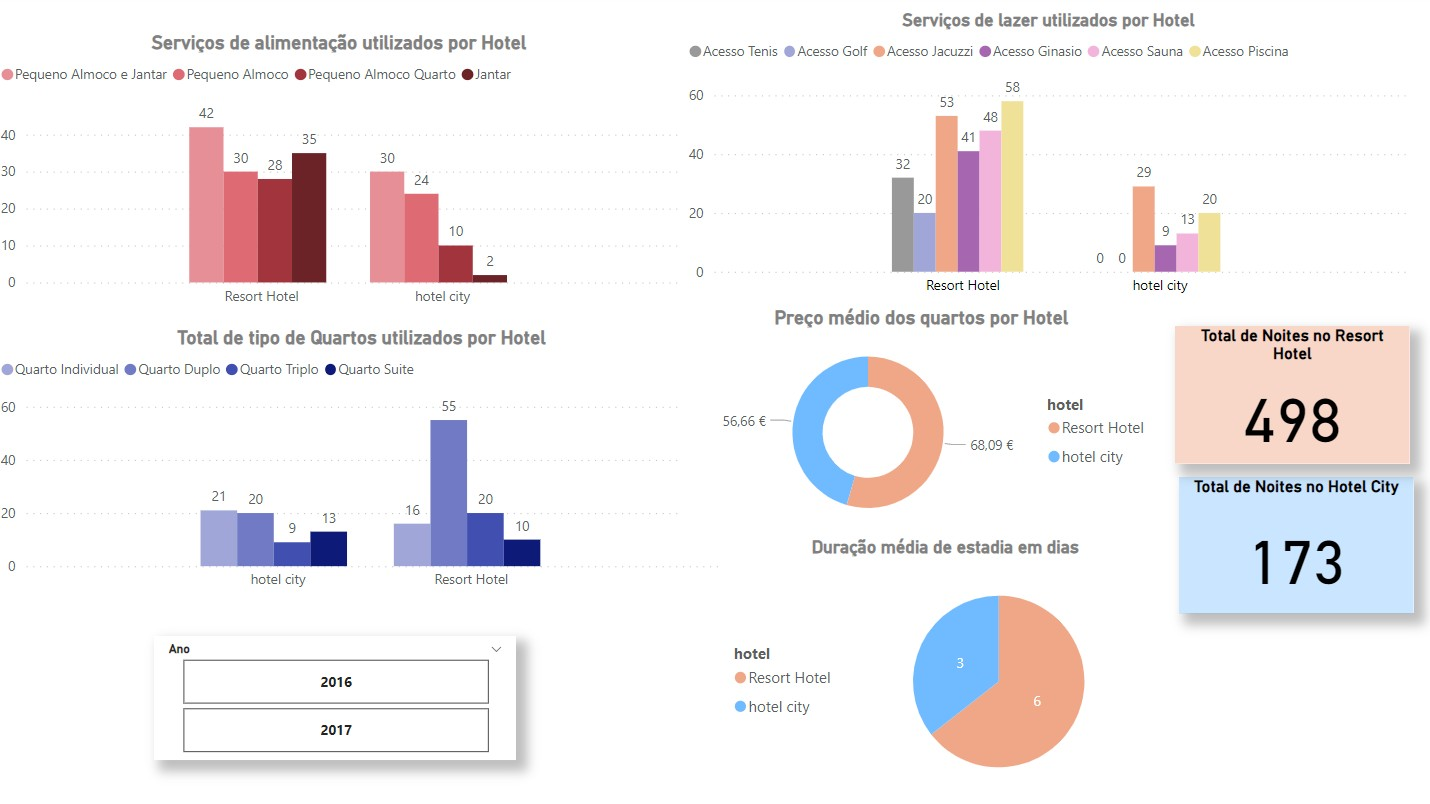 Serviços de alimentação utilizados por Hotel
Pequeno Almoco e Jantar Pequeno Almoco Pequeno Almoco Quarto Jantar
40
30
20
10
0
42
30
28
35
30
24
10
2
Resort Hotel
hotel city
Serviços de lazer utilizados por Hotel
Acesso Tenis Acesso Golf Acesso Jacuzzi Acesso Ginasio Acesso Sauna Acesso Piscina
60
40
20
0
32
20
53
41
48
58
0
0
29
9
13
20
Resort Hotel
hotel city
Total de tipo de Quartos utilizados por Hotel
Quarto Individual Quarto Duplo Quarto Triplo Quarto Suite
60
40
20
0
21
20
9
13
16
55
20
10
hotel city
Resort Hotel
Preço médio dos quartos por Hotel
56,66 €
68,09 €
hotel
Resort Hotel
hotel city
Total de Noites no Resort
Hotel
498
Total de Noites no Hotel City
173
Duração média de estadia em dias
hotel
Resort Hotel
hotel city
3
6
Ano
2016
2017